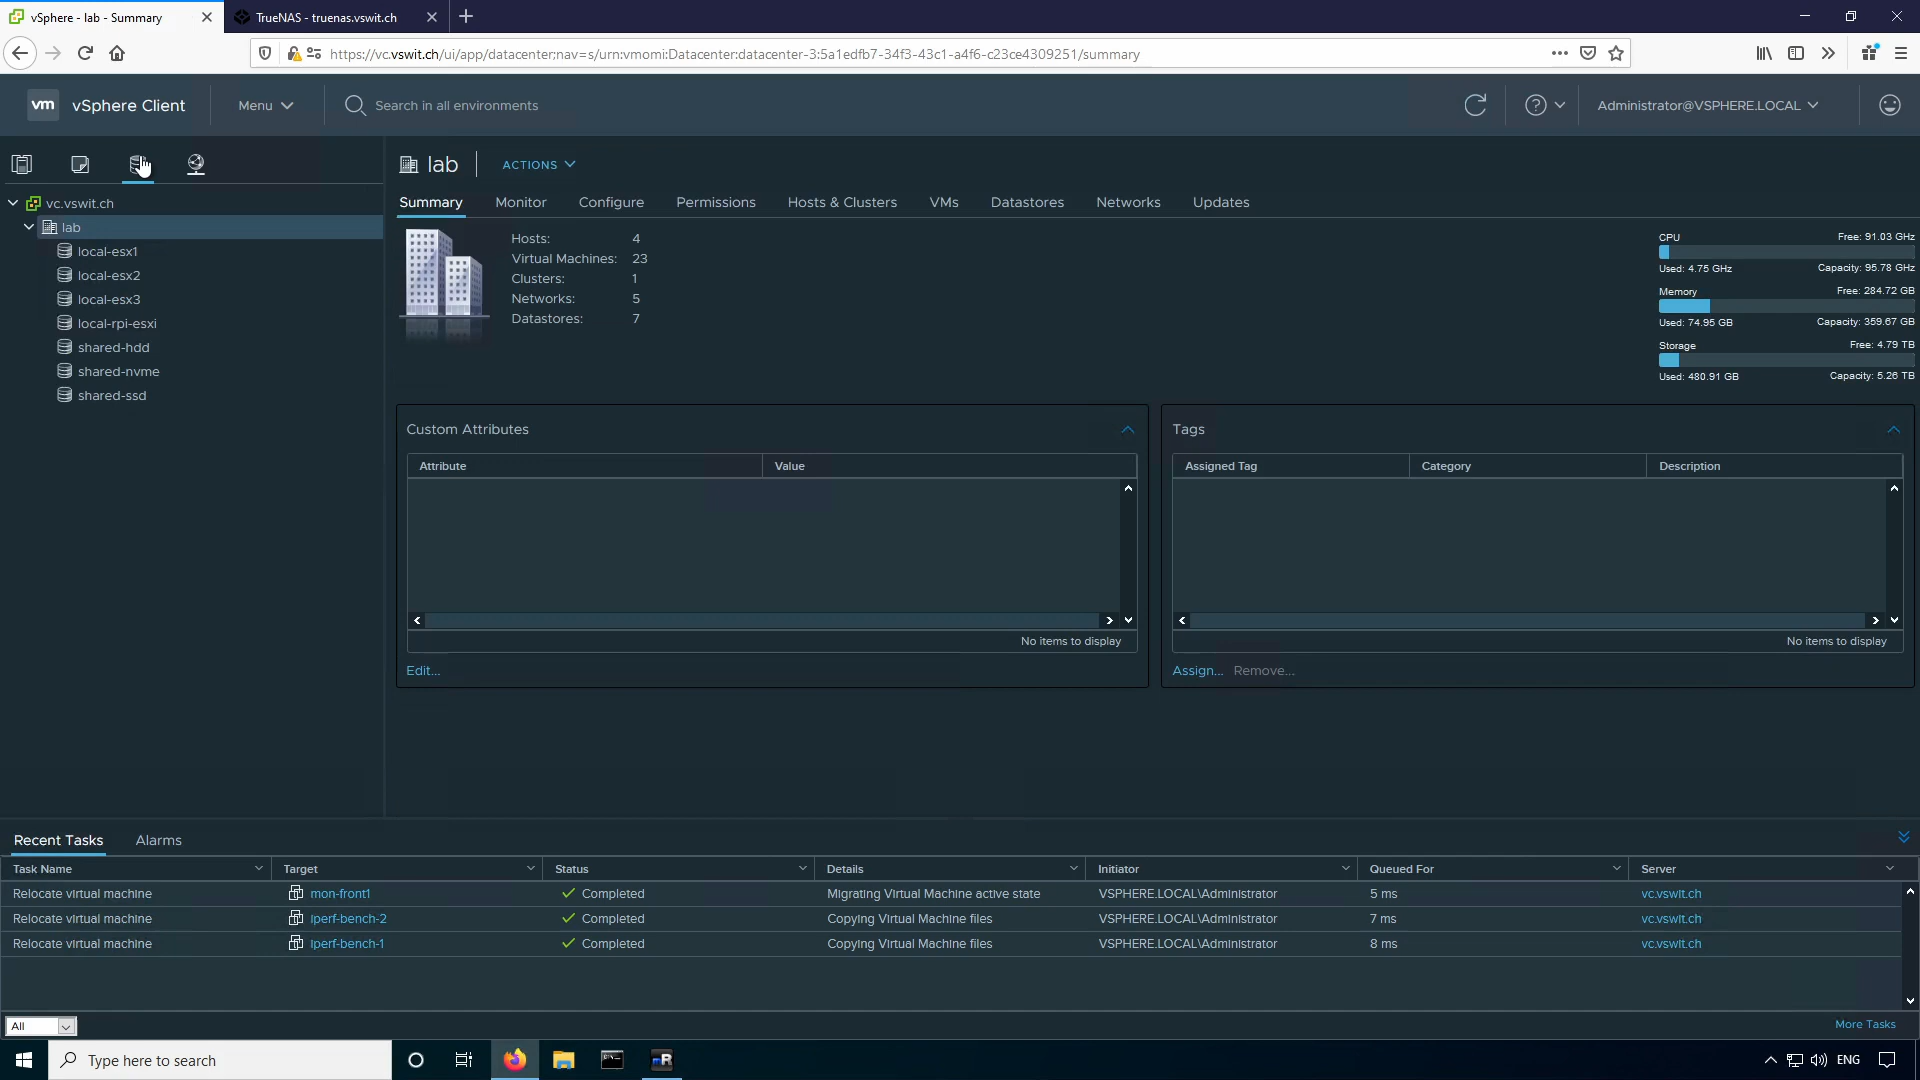 vSphere - lab - Summary
TrueNAS - truenas.vswit.ch
https://vc.vswit.ch/ui/app/datacenter;nav=s/urn:vmomi:Datacenter:datacenter-3:5a1edfb7-34f3-43c1-a4f6-c23ce4309251/summary
vm vSphere Client Menu Search in all environments Administrator@VSPHERE.LOCAL
lab ACTIONS
Summary Monitor Configure Permissions Hosts & Clusters VMs Datastores Networks Updates
vc.vswit.ch
lab
local-esx1
local-esx2
local-esx3
local-rpi-esxi
shared-hdd
shared-nvme
shared-ssd
Hosts: 4
Virtual Machines: 23
Clusters: 1
Networks: 5
Datastores: 7
CPU Free: 91.03 GHz
Used: 4.75 GHz Capacity: 95.78 GHz
Memory Free: 284.72 GB
Used: 74.95 GB Capacity: 359.67 GB
Storage Free: 4.79 TB
Used: 480.91 GB Capacity: 5.26 TB
Custom Attributes
Attribute Value
No items to display
Edit...
Tags
Assigned Tag Category Description
No items to display
Assign... Remove...
Recent Tasks Alarms
Task Name Target Status Details Initiator Queued For Server
Relocate virtual machine mon-front1 Completed Migrating Virtual Machine active state VSPHERE.LOCAL\Administrator 5 ms vc.vswit.ch
Relocate virtual machine iperf-bench-2 Completed Copying Virtual Machine files VSPHERE.LOCAL\Administrator 7 ms vc.vswit.ch
Relocate virtual machine iperf-bench-1 Completed Copying Virtual Machine files VSPHERE.LOCAL\Administrator 8 ms vc.vswit.ch
All More Tasks
Type here to search mR ENG